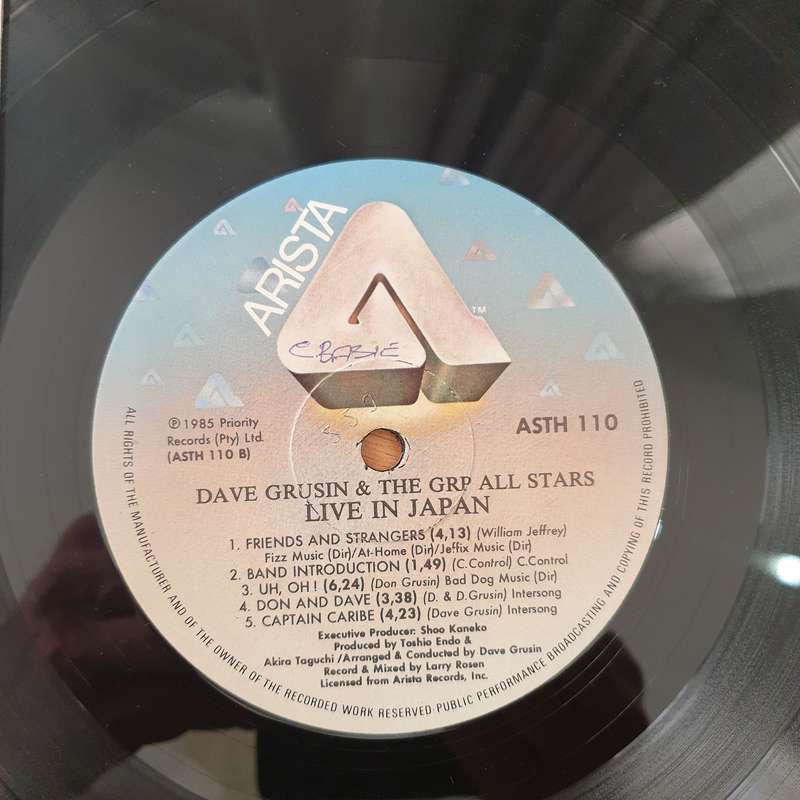 ARISTA
TM
C BASIE
℗ 1985 Priority
Records (Pty) Ltd.
(ASTH 110 B)
ASTH 110
DAVE GRUSIN & THE GRP ALL STARS
LIVE IN JAPAN
1. FRIENDS AND STRANGERS (4,13) (William Jeffrey)
Fizz Music (Dir)/At-Home (Dir)/Jeffix Music (Dir)
2. BAND INTRODUCTION (1,49) (C.Control) C.Control
3. UH, OH! (6,24) (Don Grusin) Bad Dog Music (Dir)
4. DON AND DAVE (3,38) (D. & D.Grusin) Intersong
5. CAPTAIN CARIBE (4,23) (Dave Grusin) Intersong
Executive Producer: Shoo Kaneko
Produced by Toshio Endo &
Akira Taguchi/Arranged & Conducted by Dave Grusin
Record & Mixed by Larry Rosen
Licensed from Arista Records, Inc.
ALL RIGHTS OF THE MANUFACTURER AND OF THE OWNER OF THE RECORDED WORK RESERVED PUBLIC PERFORMANCE BROADCASTING AND COPYING OF THIS RECORD PROHIBITED